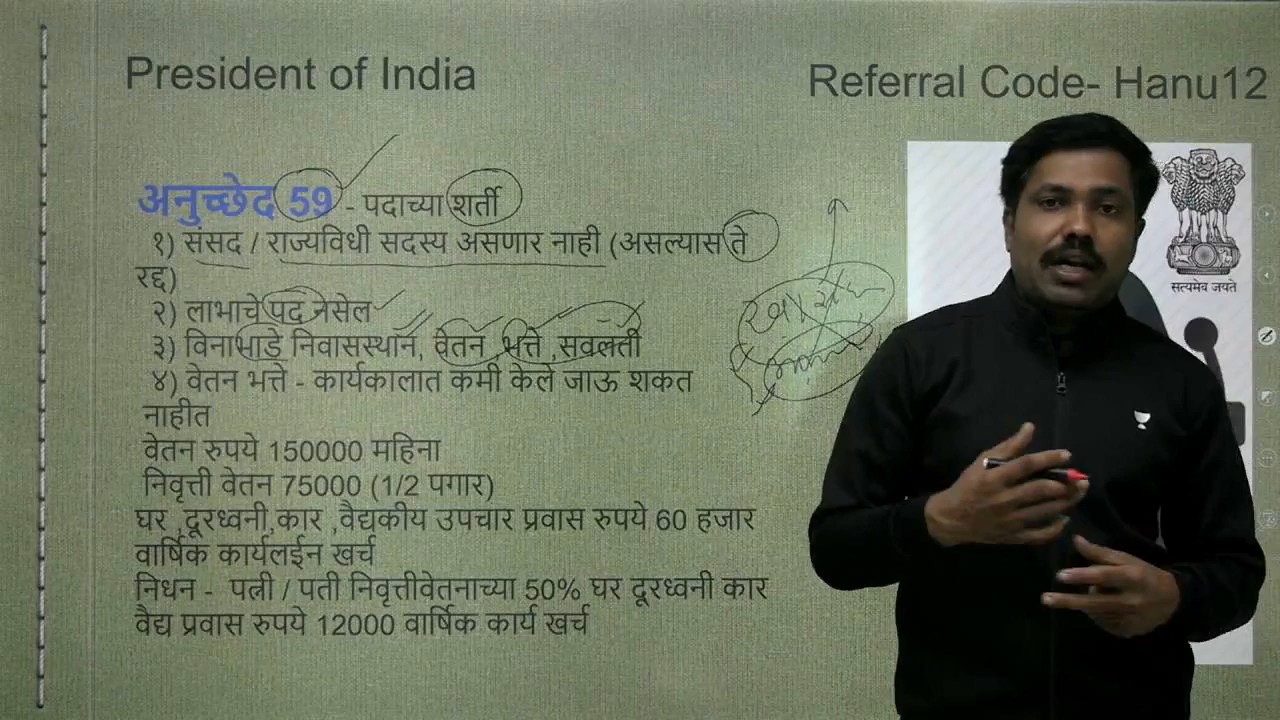 President of India
Referral Code- Hanu12
अनुच्छेद 59 - पदाच्या शर्ती
१) संसद / राज्यविधी सदस्य असणार नाही (असल्यास ते
रद्द)
२) लाभाचे पद नेसेल
३) विनाभाडे निवासस्थान, वेतन ,भत्ते ,सवलती
४) वेतन भत्ते - कार्यकालात कमी केले जाऊ शकत
नाहीत
वेतन रुपये 150000 महिना
निवृत्ती वेतन 75000 (1/2 पगार)
घर ,दूरध्वनी,कार ,वैद्यकीय उपचार प्रवास रुपये 60 हजार
वार्षिक कार्यलईन खर्च
निधन - पत्नी / पती निवृत्तीवेतनाच्या 50% घर दूरध्वनी कार
वैद्य प्रवास रुपये 12000 वार्षिक कार्य खर्च
सत्यमेव जयते